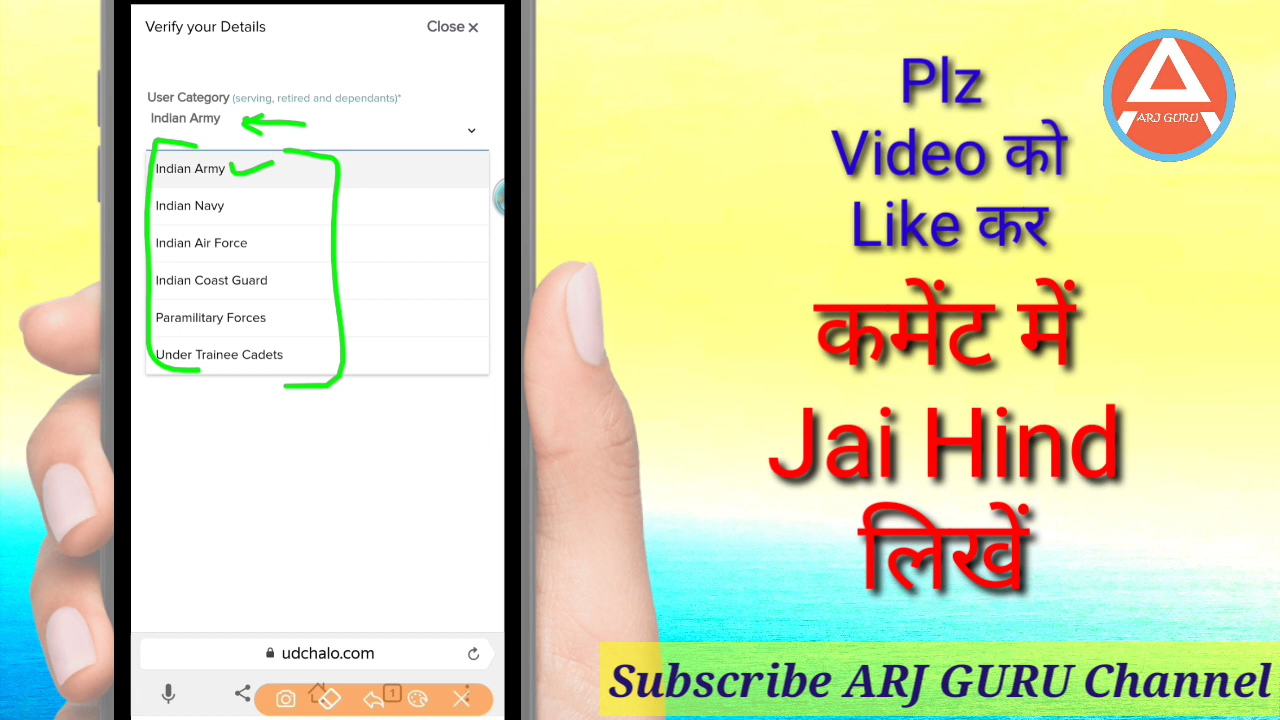 Verify your Details
Close ×
User Category (serving, retired and dependants)*
Indian Army
Indian Army
Indian Navy
Indian Air Force
Indian Coast Guard
Paramilitary Forces
Under Trainee Cadets
udchalo.com
1
Plz
Video को
Like कर
कमेंट में
Jai Hind
लिखें
ARJ GURU
Subscribe ARJ GURU Channel